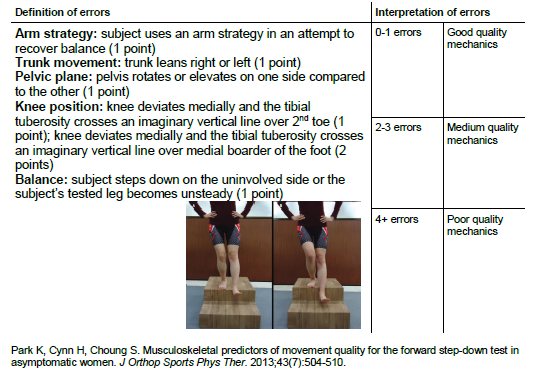 Definition of errors
Interpretation of errors
Arm strategy: subject uses an arm strategy in an attempt to
recover balance (1 point)
Trunk movement: trunk leans right or left (1 point)
Pelvic plane: pelvis rotates or elevates on one side compared
to the other (1 point)
Knee position: knee deviates medially and the tibial
tuberosity crosses an imaginary vertical line over 2nd toe (1
point); knee deviates medially and the tibial tuberosity crosses
an imaginary vertical line over medial boarder of the foot (2
points)
Balance: subject steps down on the uninvolved side or the
subject's tested leg becomes unsteady (1 point)
0-1 errors
Good quality
mechanics
2-3 errors
Medium quality
mechanics
4+ errors
Poor quality
mechanics
Park K, Cynn H, Choung S. Musculoskeletal predictors of movement quality for the forward step-down test in
asymptomatic women. J Orthop Sports Phys Ther. 2013;43(7):504-510.